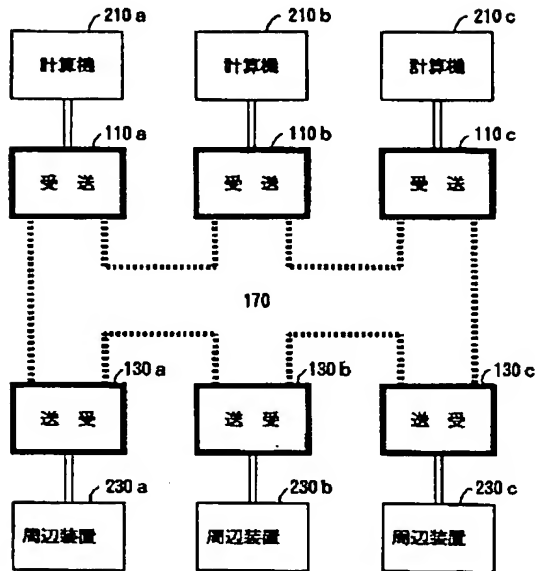 210a 210b 210c
計算機 計算機 計算機
110a 110b 110c
受 送 受 送 受 送
170
130a 130b 130c
送 受 送 受 送 受
230a 230b 230c
周辺装置 周辺装置 周辺装置